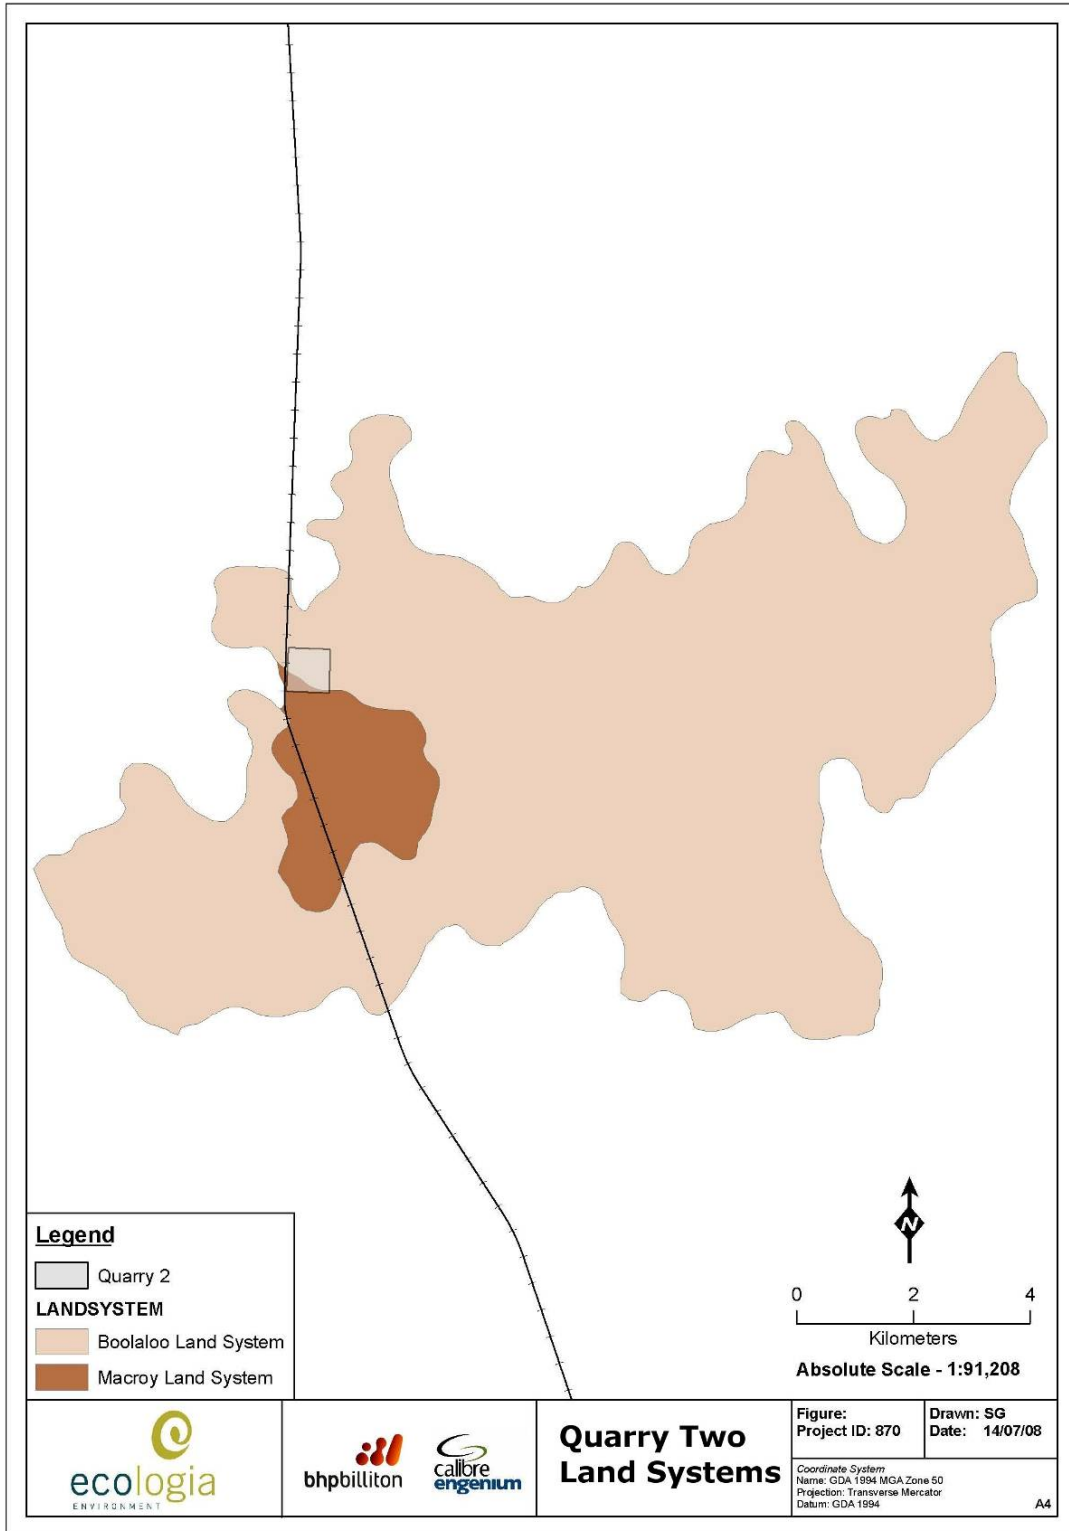 N
0 2 4
Kilometers
Absolute Scale - 1:91,208
Legend
Quarry 2
LANDSYSTEM
Boolaloo Land System
Macroy Land System
ecologia
ENVIRONMENT
bhpbilliton
calibre
engenium
Quarry Two
Land Systems
Figure:
Project ID: 870
Drawn: SG
Date: 14/07/08
Coordinate System
Name: GDA 1994 MGA Zone 50
Projection: Transverse Mercator
Datum: GDA 1994
A4